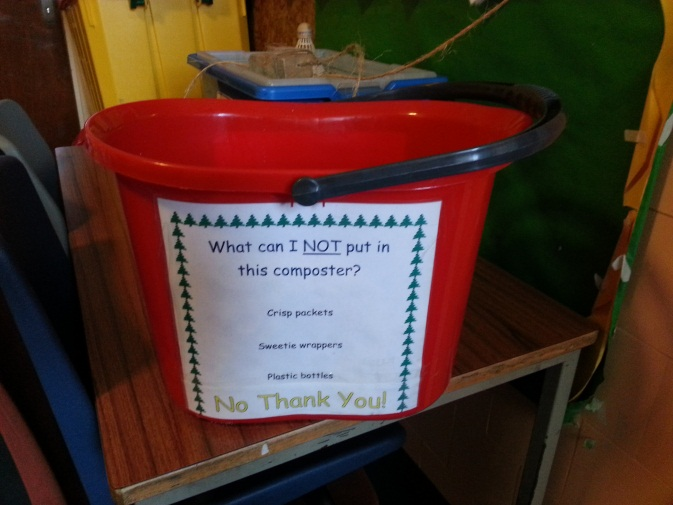 What can I NOT put in
this composter?
Crisp packets
Sweetie wrappers
Plastic bottles
No Thank You!